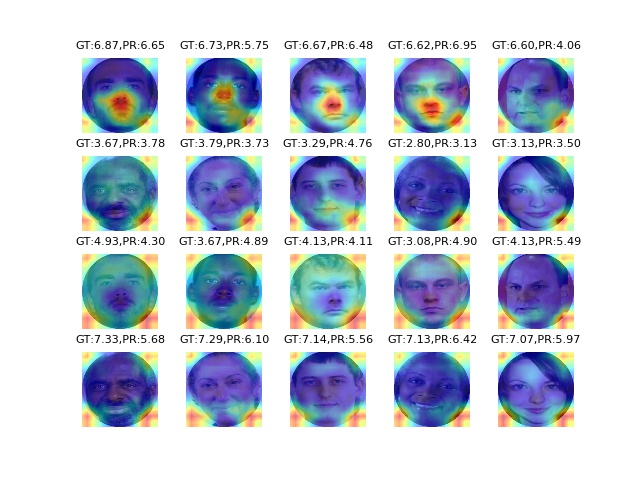 GT:6.87,PR:6.65 GT:6.73,PR:5.75 GT:6.67,PR:6.48 GT:6.62,PR:6.95 GT:6.60,PR:4.06
GT:3.67,PR:3.78 GT:3.79,PR:3.73 GT:3.29,PR:4.76 GT:2.80,PR:3.13 GT:3.13,PR:3.50
GT:4.93,PR:4.30 GT:3.67,PR:4.89 GT:4.13,PR:4.11 GT:3.08,PR:4.90 GT:4.13,PR:5.49
GT:7.33,PR:5.68 GT:7.29,PR:6.10 GT:7.14,PR:5.56 GT:7.13,PR:6.42 GT:7.07,PR:5.97